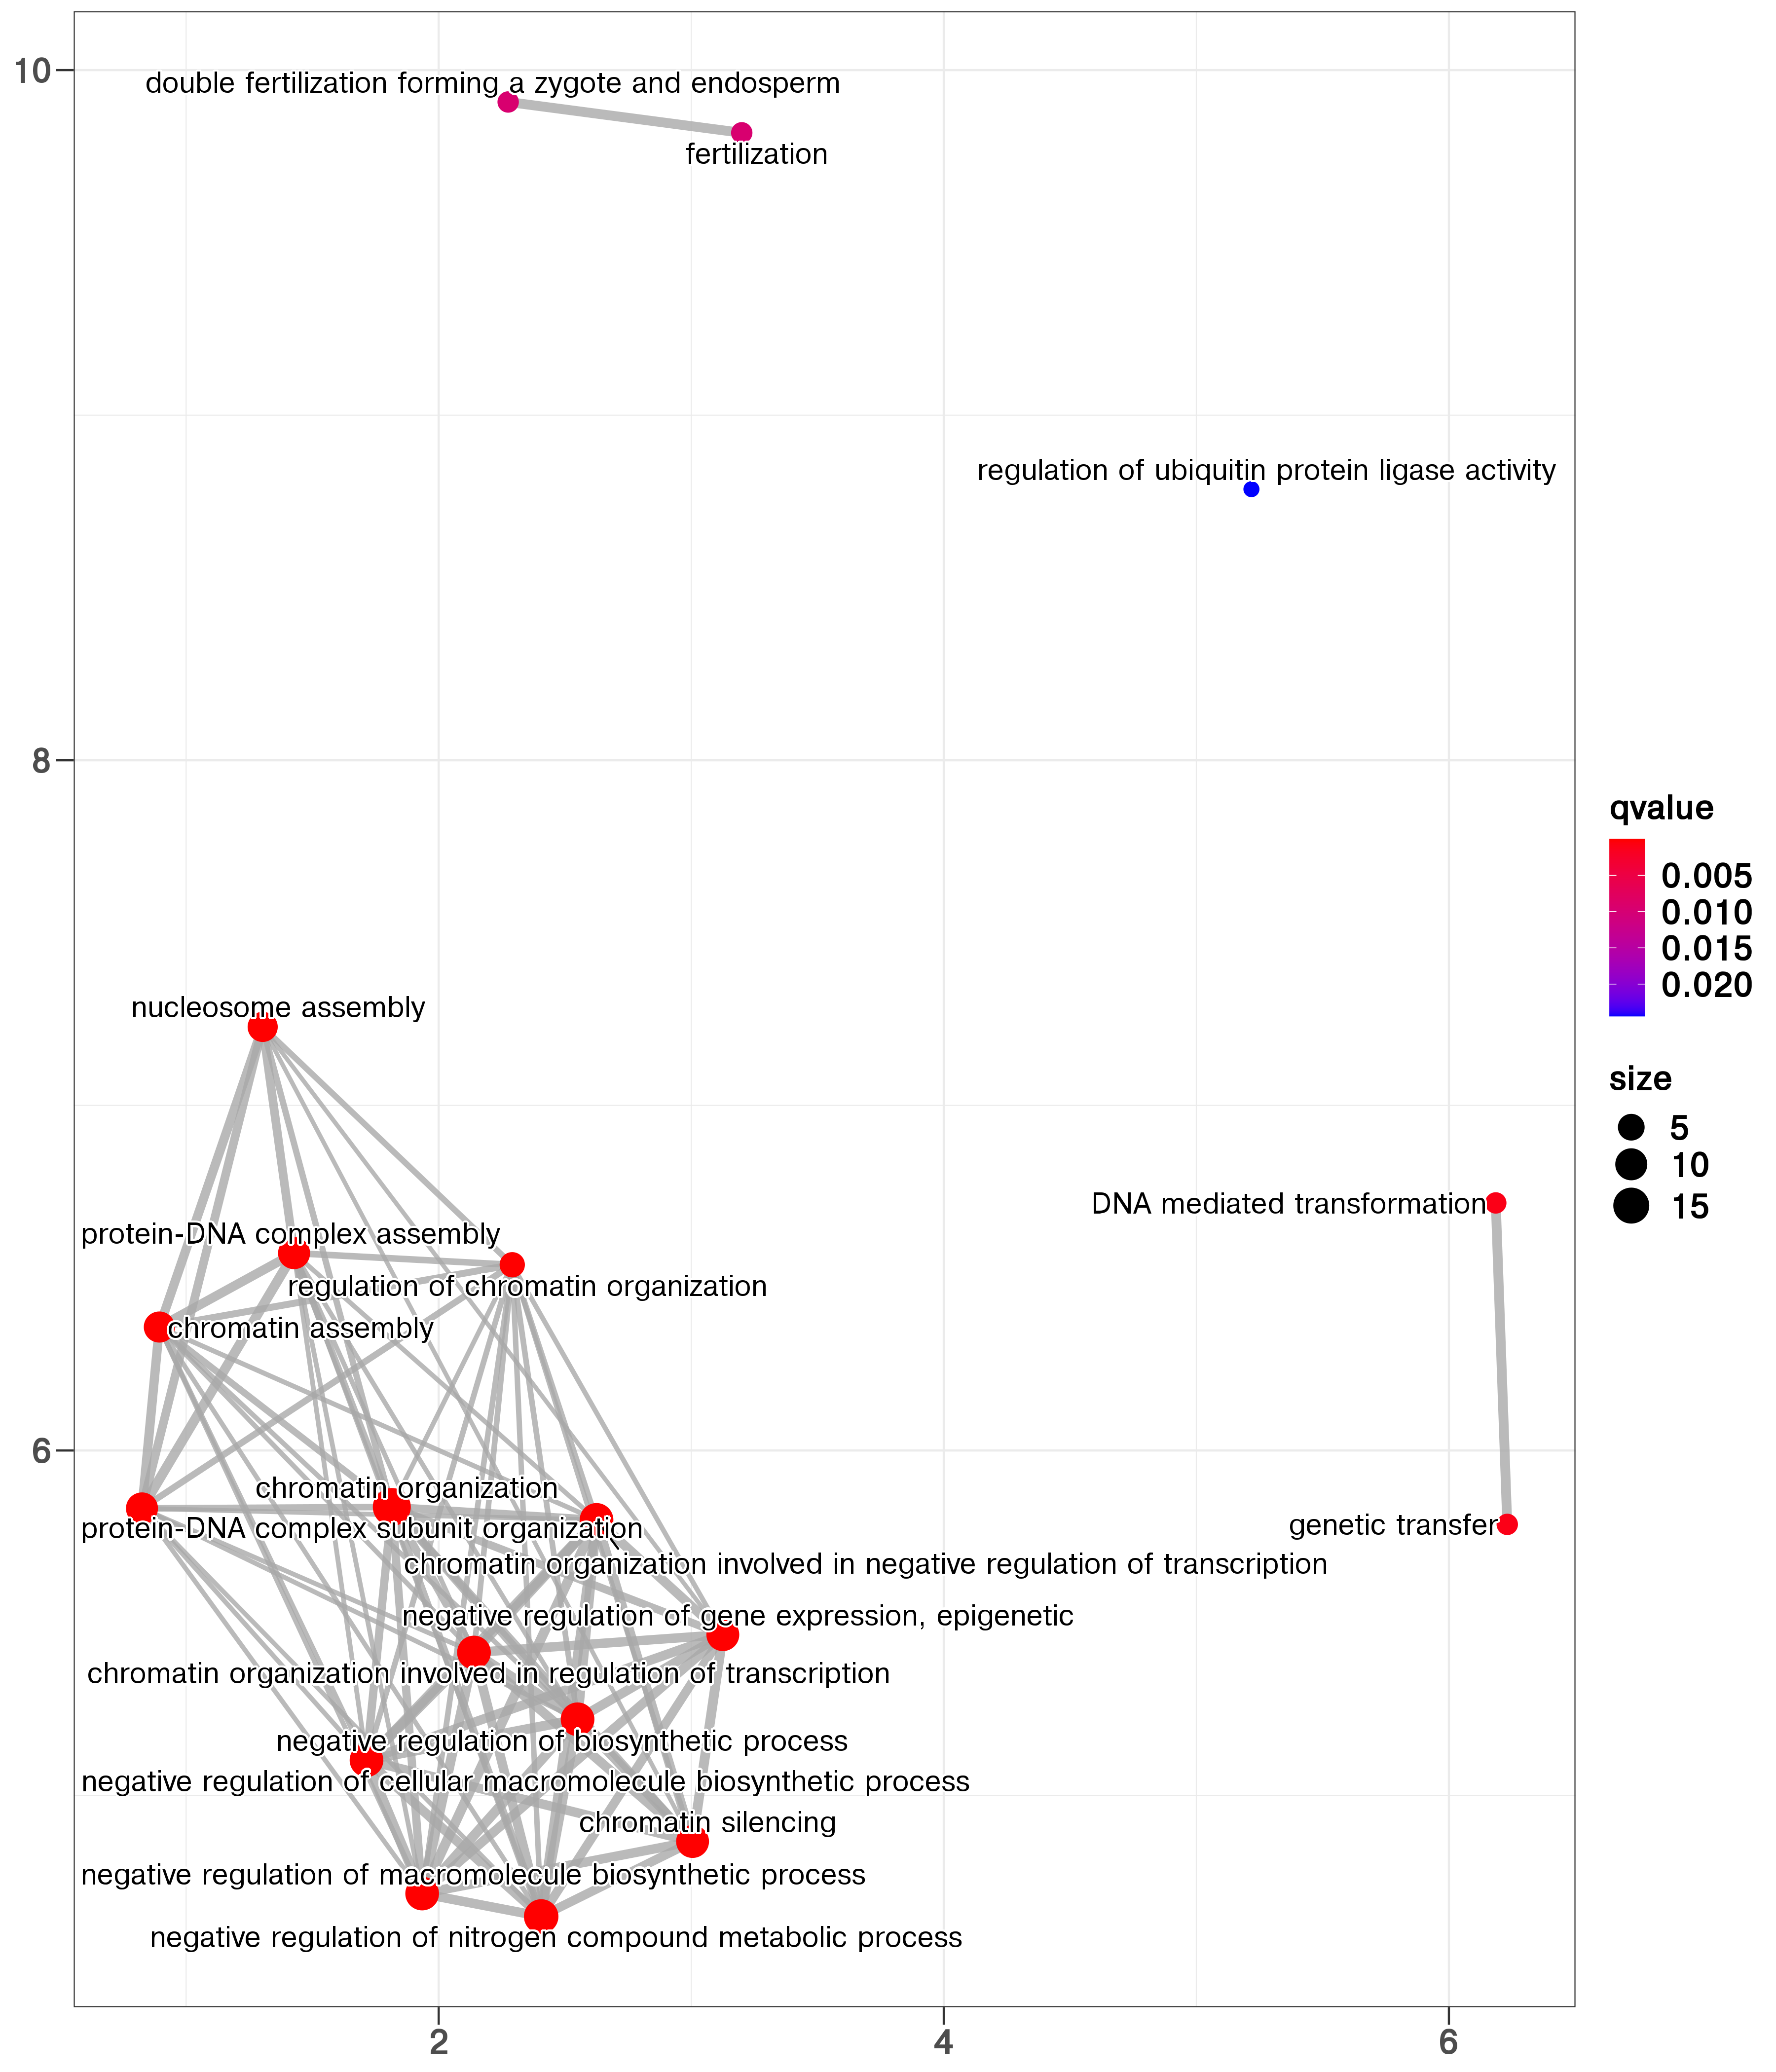 10
double fertilization forming a zygote and endosperm
fertilization
regulation of ubiquitin protein ligase activity
8
qvalue
0.005
0.010
0.015
0.020
nucleosome assembly
size
5
10
15
DNA mediated transformation
protein-DNA complex assembly
regulation of chromatin organization
chromatin assembly
6
chromatin organization
protein-DNA complex subunit organization
genetic transfer
chromatin organization involved in negative regulation of transcription
negative regulation of gene expression, epigenetic
chromatin organization involved in regulation of transcription
negative regulation of biosynthetic process
negative regulation of cellular macromolecule biosynthetic process
chromatin silencing
negative regulation of macromolecule biosynthetic process
negative regulation of nitrogen compound metabolic process
2
4
6